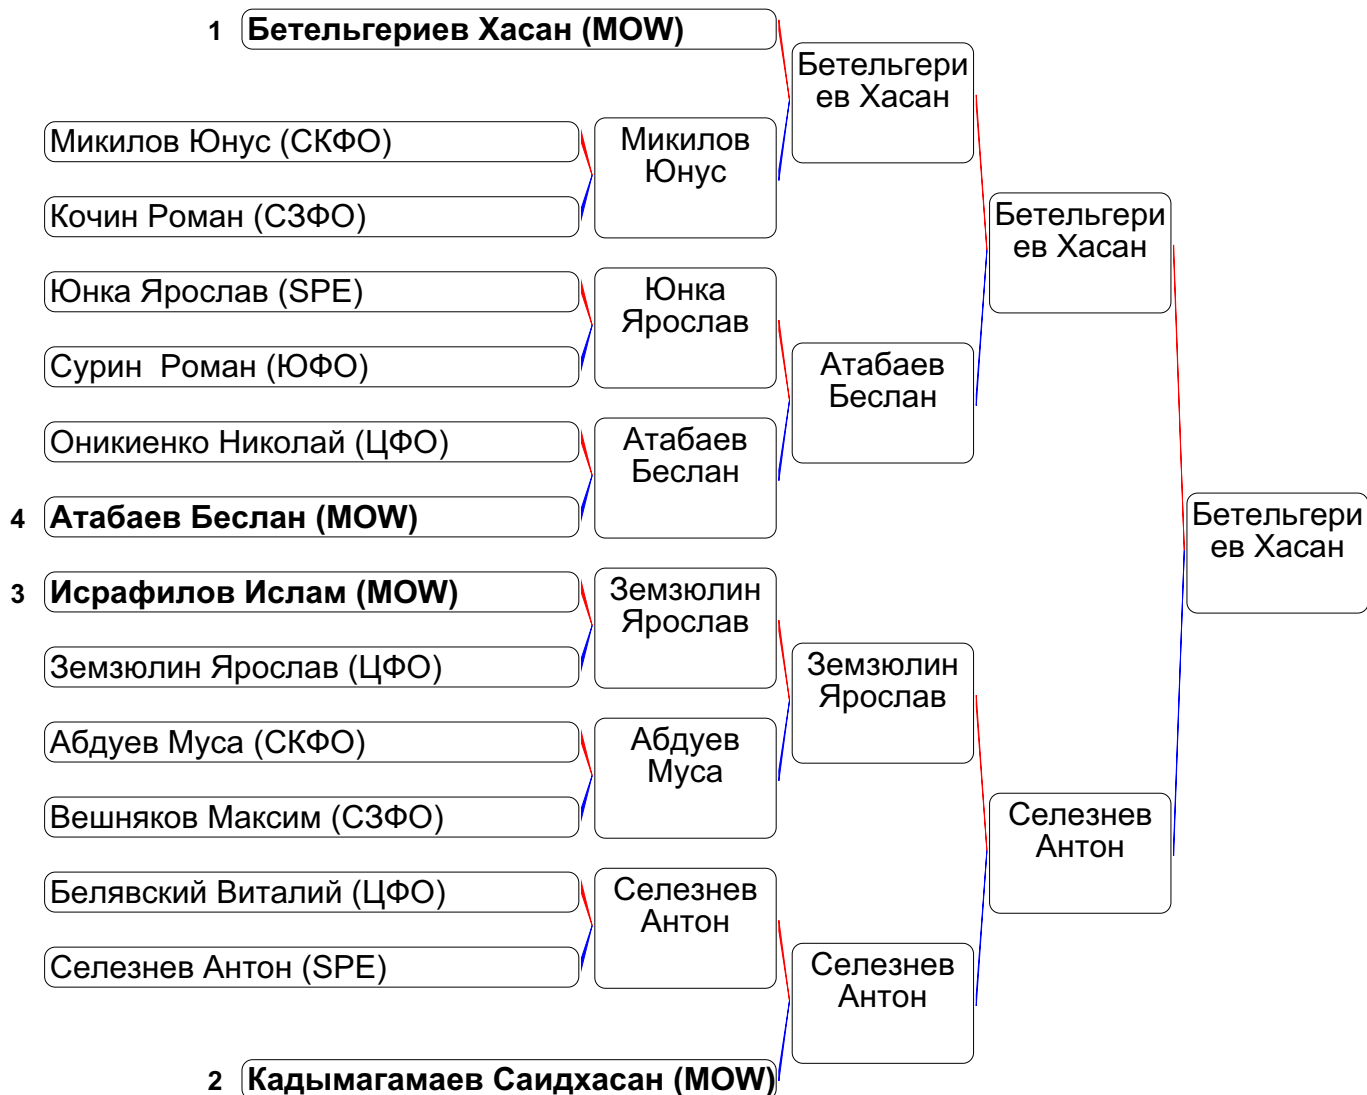 1 Бетельгериев Хасан (MOW)
Бетельгери
ев Хасан
Микилов Юнус (СКФО)
Микилов
Юнус
Кочин Роман (СЗФО)
Бетельгери
ев Хасан
Юнка Ярослав (SPE)
Юнка
Ярослав
Сурин Роман (ЮФО)
Атабаев
Беслан
Оникиенко Николай (ЦФО)
Атабаев
Беслан
4 Атабаев Беслан (MOW)
Бетельгери
ев Хасан
3 Исрафилов Ислам (MOW)
Земзюлин
Ярослав
Земзюлин Ярослав (ЦФО)
Земзюлин
Ярослав
Абдуев Муса (СКФО)
Абдуев
Муса
Вешняков Максим (СЗФО)
Селезнев
Антон
Белявский Виталий (ЦФО)
Селезнев
Антон
Селезнев Антон (SPE)
Селезнев
Антон
2 Кадымагамаев Саидхасан (MOW)